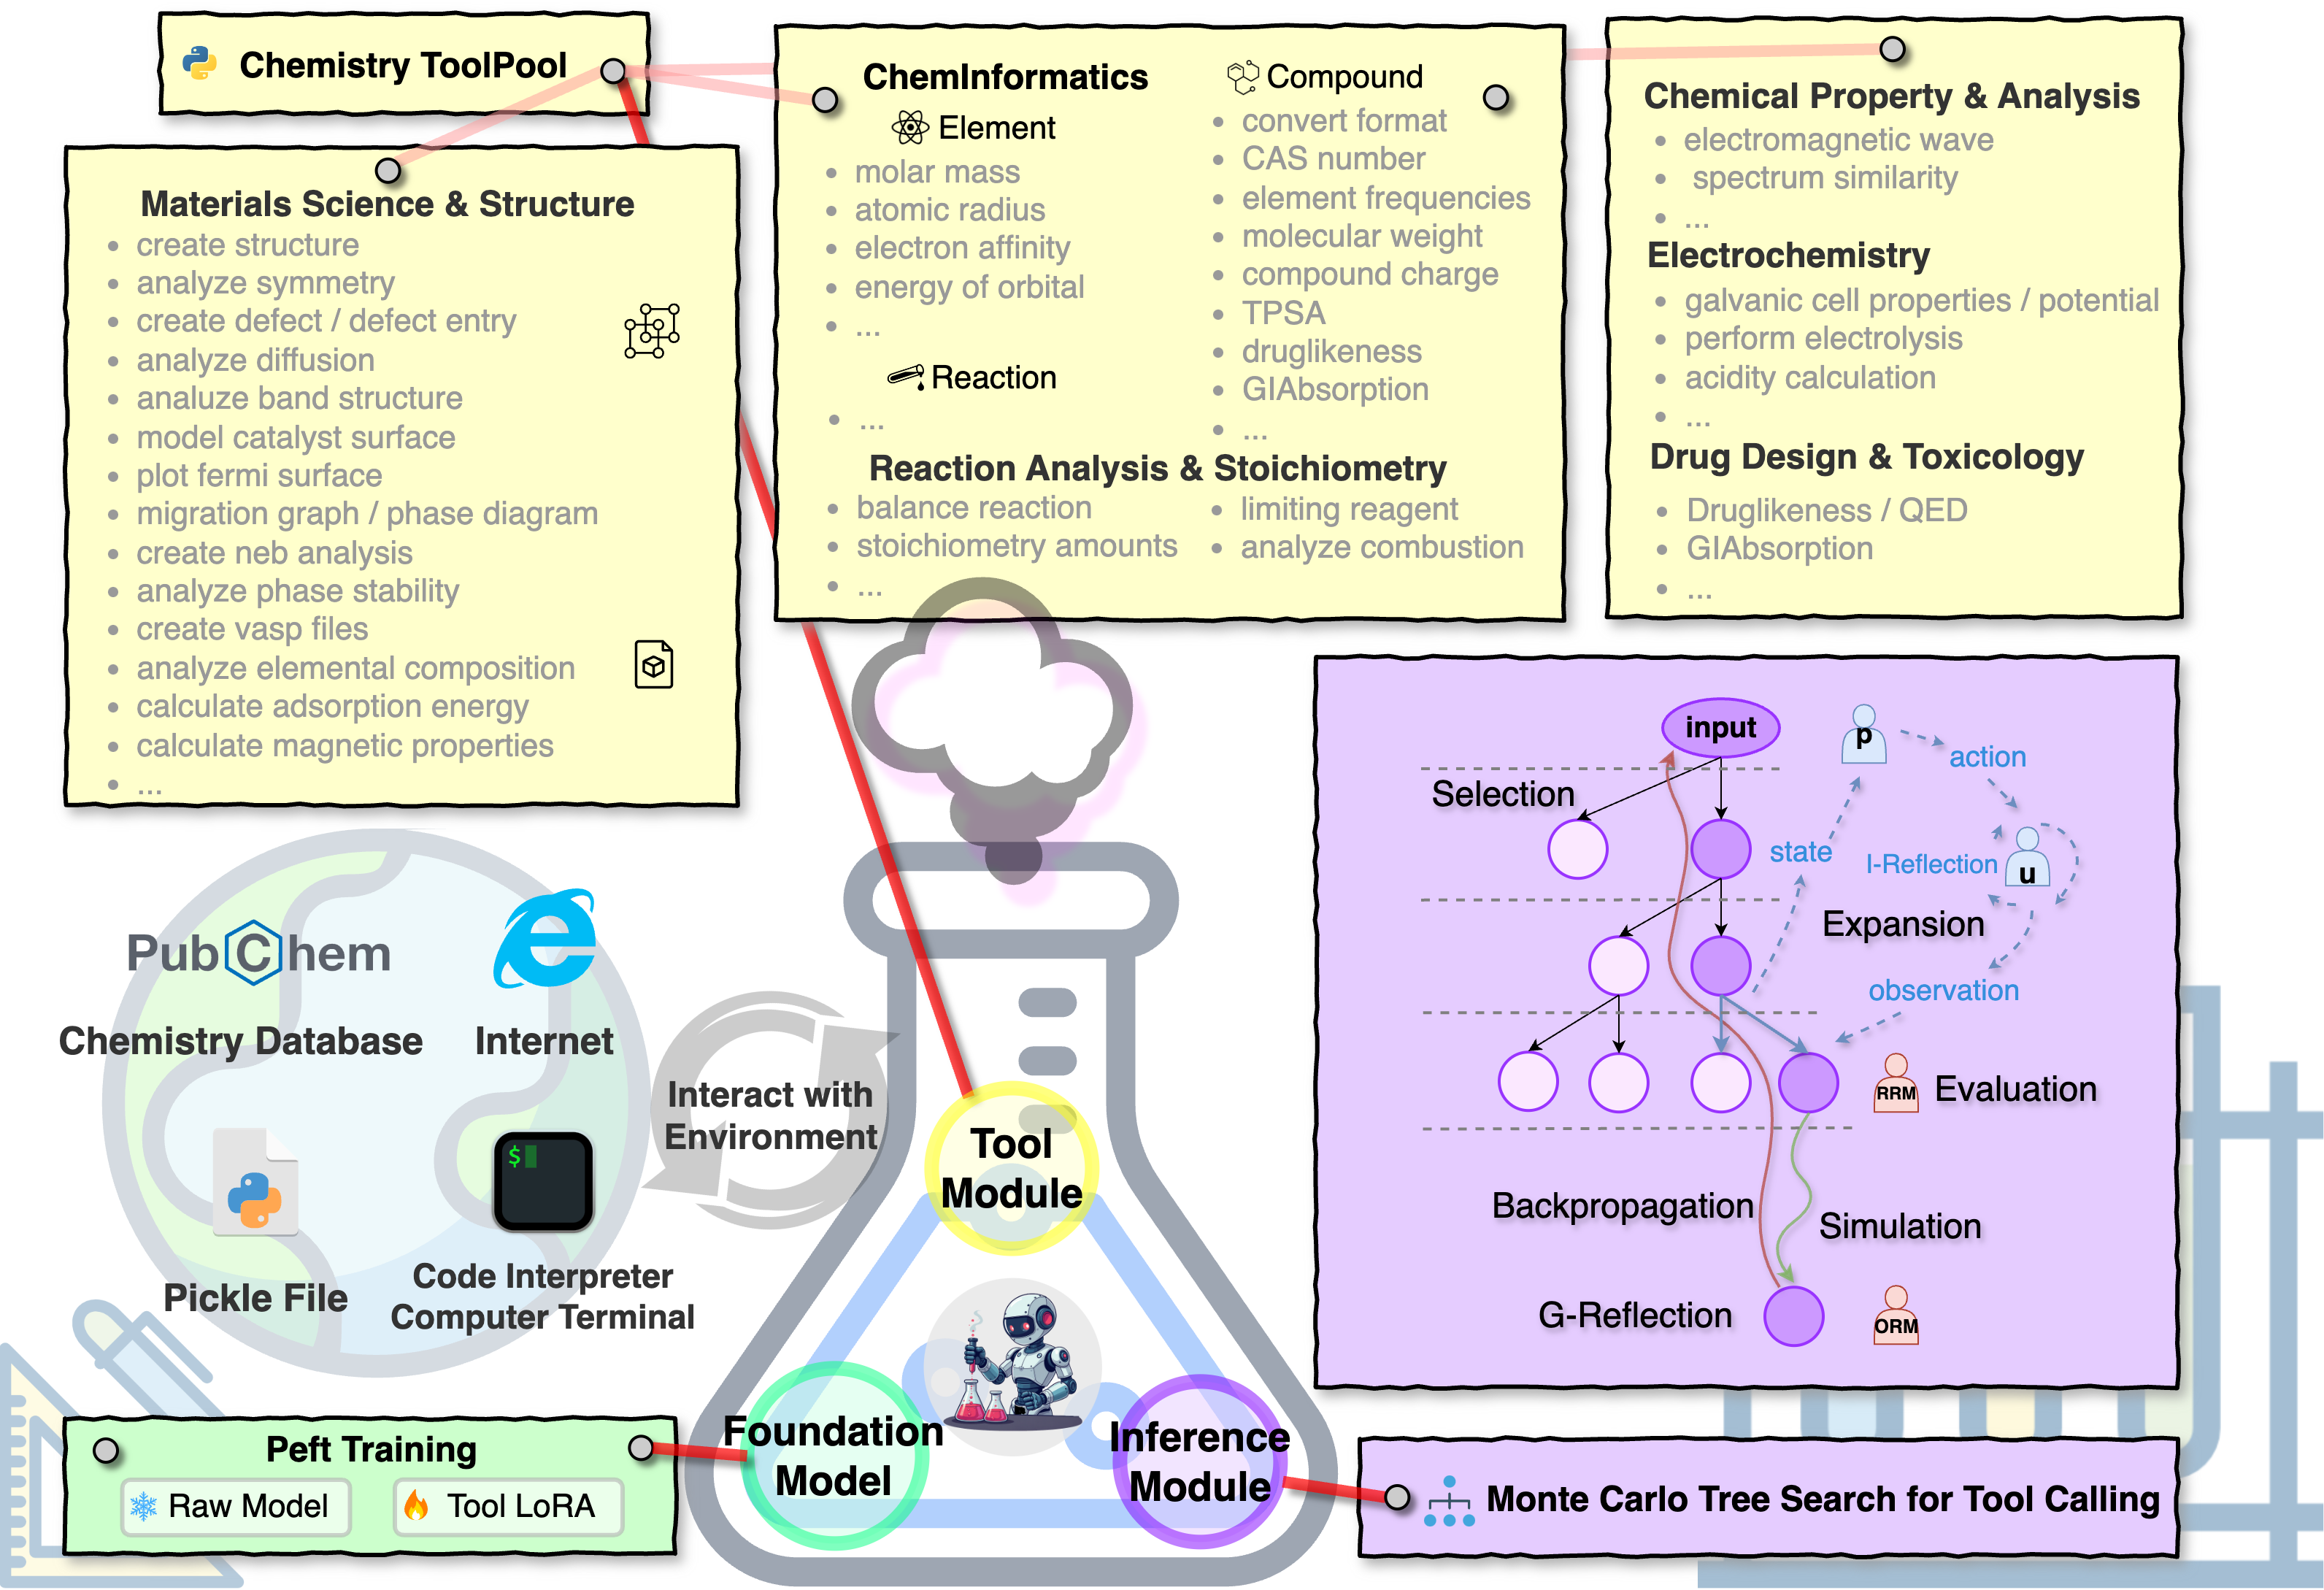 Chemistry ToolPool
Materials Science & Structure
• create structure
• analyze symmetry
• create defect / defect entry
• analyze diffusion
• analuze band structure
• model catalyst surface
• plot fermi surface
• migration graph / phase diagram
• create neb analysis
• analyze phase stability
• create vasp files
• analyze elemental composition
• calculate adsorption energy
• calculate magnetic properties
• ...
ChemInformatics
Element
• molar mass
• atomic radius
• electron affinity
• energy of orbital
• ...
Reaction
• ...
Compound
• convert format
• CAS number
• element frequencies
• molecular weight
• compound charge
• TPSA
• druglikeness
• GIAbsorption
• ...
Reaction Analysis & Stoichiometry
• balance reaction
• stoichiometry amounts
• ...
• limiting reagent
• analyze combustion
Chemical Property & Analysis
• electromagnetic wave
• spectrum similarity
• ...
Electrochemistry
• galvanic cell properties / potential
• perform electrolysis
• acidity calculation
• ...
Drug Design & Toxicology
• Druglikeness / QED
• GIAbsorption
• ...
PubChem
Chemistry Database
Internet
Pickle File
$
Code Interpreter
Computer Terminal
Interact with
Environment
Tool
Module
Foundation
Model
Inference
Module
Peft Training
Raw Model
Tool LoRA
input
Selection
p
action
state
I-Reflection
u
Expansion
observation
RRM
Evaluation
Backpropagation
Simulation
G-Reflection
ORM
Monte Carlo Tree Search for Tool Calling